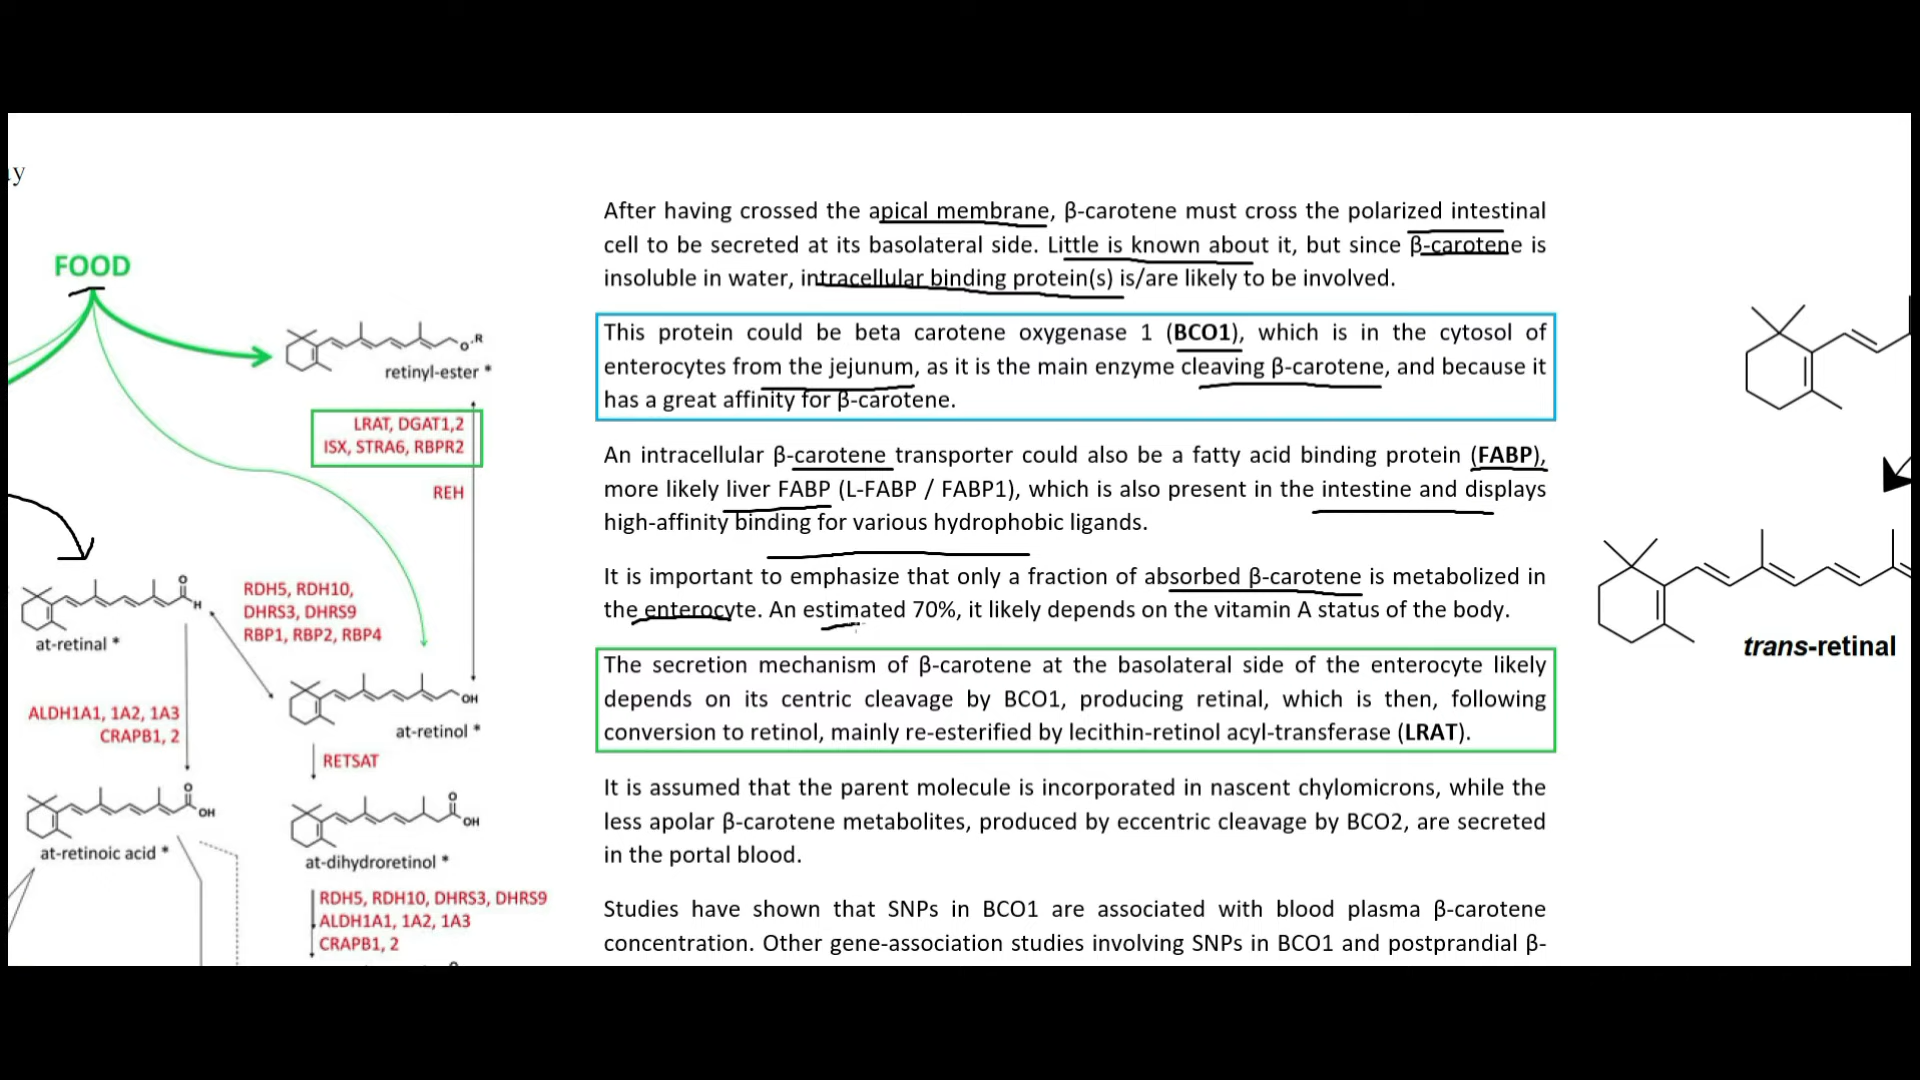 ay
FOOD
O
R
retinyl-ester *
LRAT, DGAT1,2
ISX, STRA6, RBPR2
REH
O
H
at-retinal *
RDH5, RDH10,
DHRS3, DHRS9
RBP1, RBP2, RBP4
OH
at-retinol *
ALDH1A1, 1A2, 1A3
CRAPB1, 2
RETSAT
O
OH
at-retinoic acid *
O
OH
at-dihydroretinol *
RDH5, RDH10, DHRS3, DHRS9
ALDH1A1, 1A2, 1A3
CRAPB1, 2
After having crossed the apical membrane, β-carotene must cross the polarized intestinal
cell to be secreted at its basolateral side. Little is known about it, but since β-carotene is
insoluble in water, intracellular binding protein(s) is/are likely to be involved.
This protein could be beta carotene oxygenase 1 (BCO1), which is in the cytosol of
enterocytes from the jejunum, as it is the main enzyme cleaving β-carotene, and because it
has a great affinity for β-carotene.
An intracellular β-carotene transporter could also be a fatty acid binding protein (FABP),
more likely liver FABP (L-FABP / FABP1), which is also present in the intestine and displays
high-affinity binding for various hydrophobic ligands.
It is important to emphasize that only a fraction of absorbed β-carotene is metabolized in
the enterocyte. An estimated 70%, it likely depends on the vitamin A status of the body.
The secretion mechanism of β-carotene at the basolateral side of the enterocyte likely
depends on its centric cleavage by BCO1, producing retinal, which is then, following
conversion to retinol, mainly re-esterified by lecithin-retinol acyl-transferase (LRAT).
It is assumed that the parent molecule is incorporated in nascent chylomicrons, while the
less apolar β-carotene metabolites, produced by eccentric cleavage by BCO2, are secreted
in the portal blood.
Studies have shown that SNPs in BCO1 are associated with blood plasma β-carotene
concentration. Other gene-association studies involving SNPs in BCO1 and postprandial β-
trans-retinal